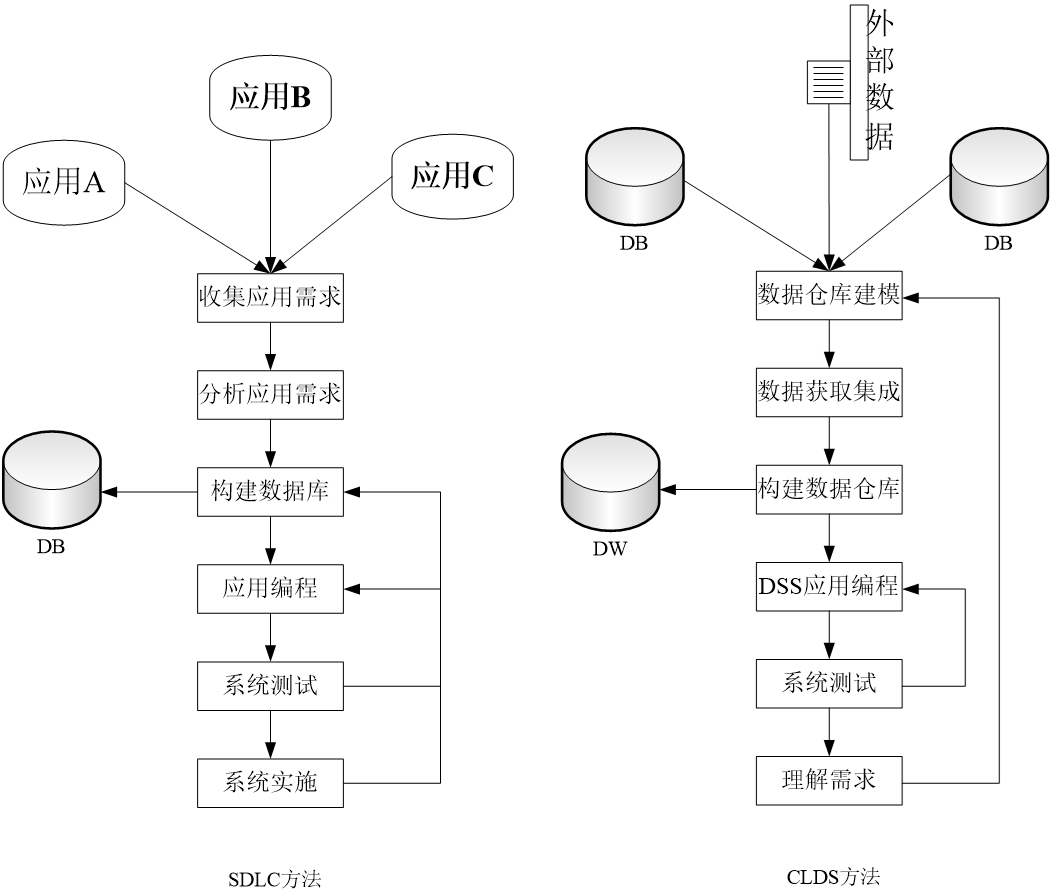 应用B
应用A
应用C
收集应用需求
分析应用需求
构建数据库
DB
应用编程
系统测试
系统实施
SDLC方法
外部数据
DB
DB
数据仓库建模
数据获取集成
构建数据仓库
DW
DSS应用编程
系统测试
理解需求
CLDS方法